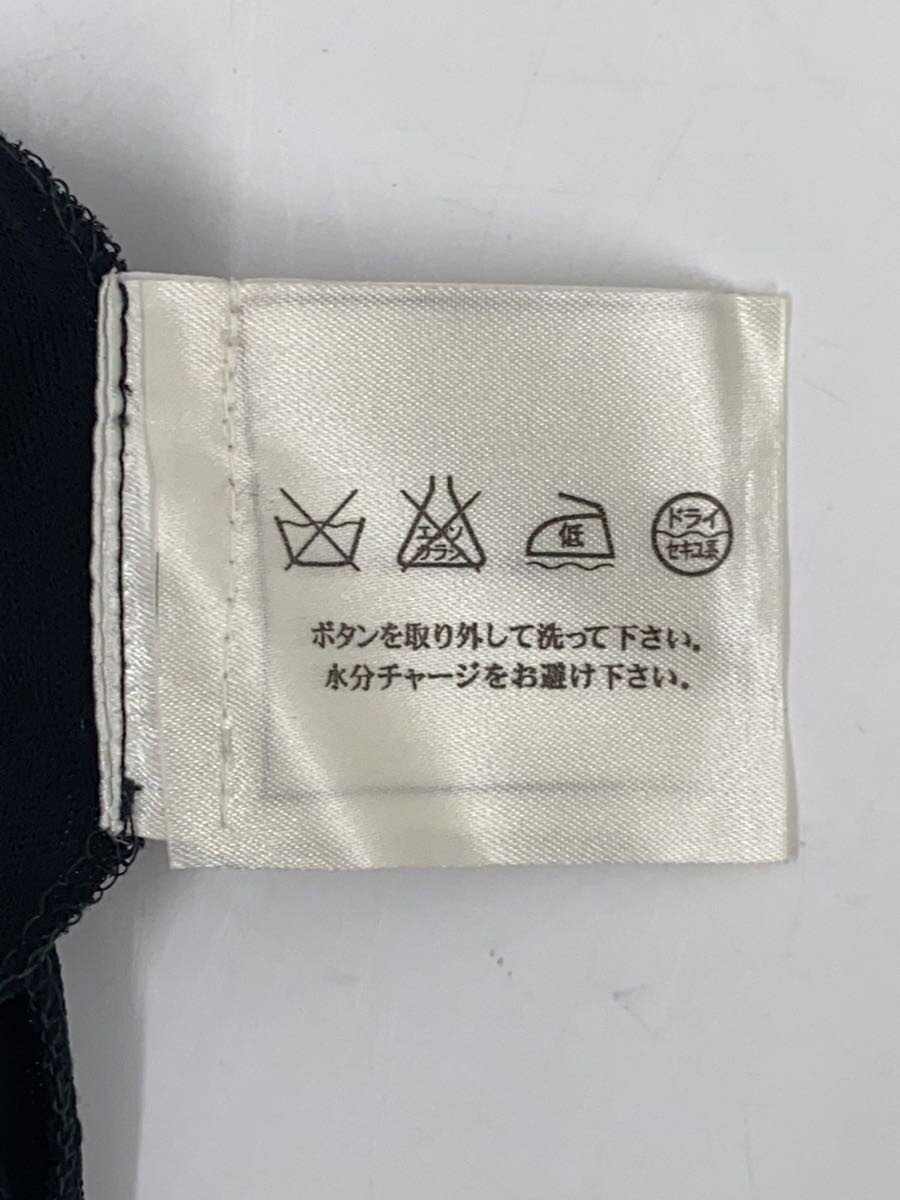 エンソ
カラシ
低
ドライ
セキユ系
ボタンを取り外して洗って下さい。
水分チャージをお避け下さい。